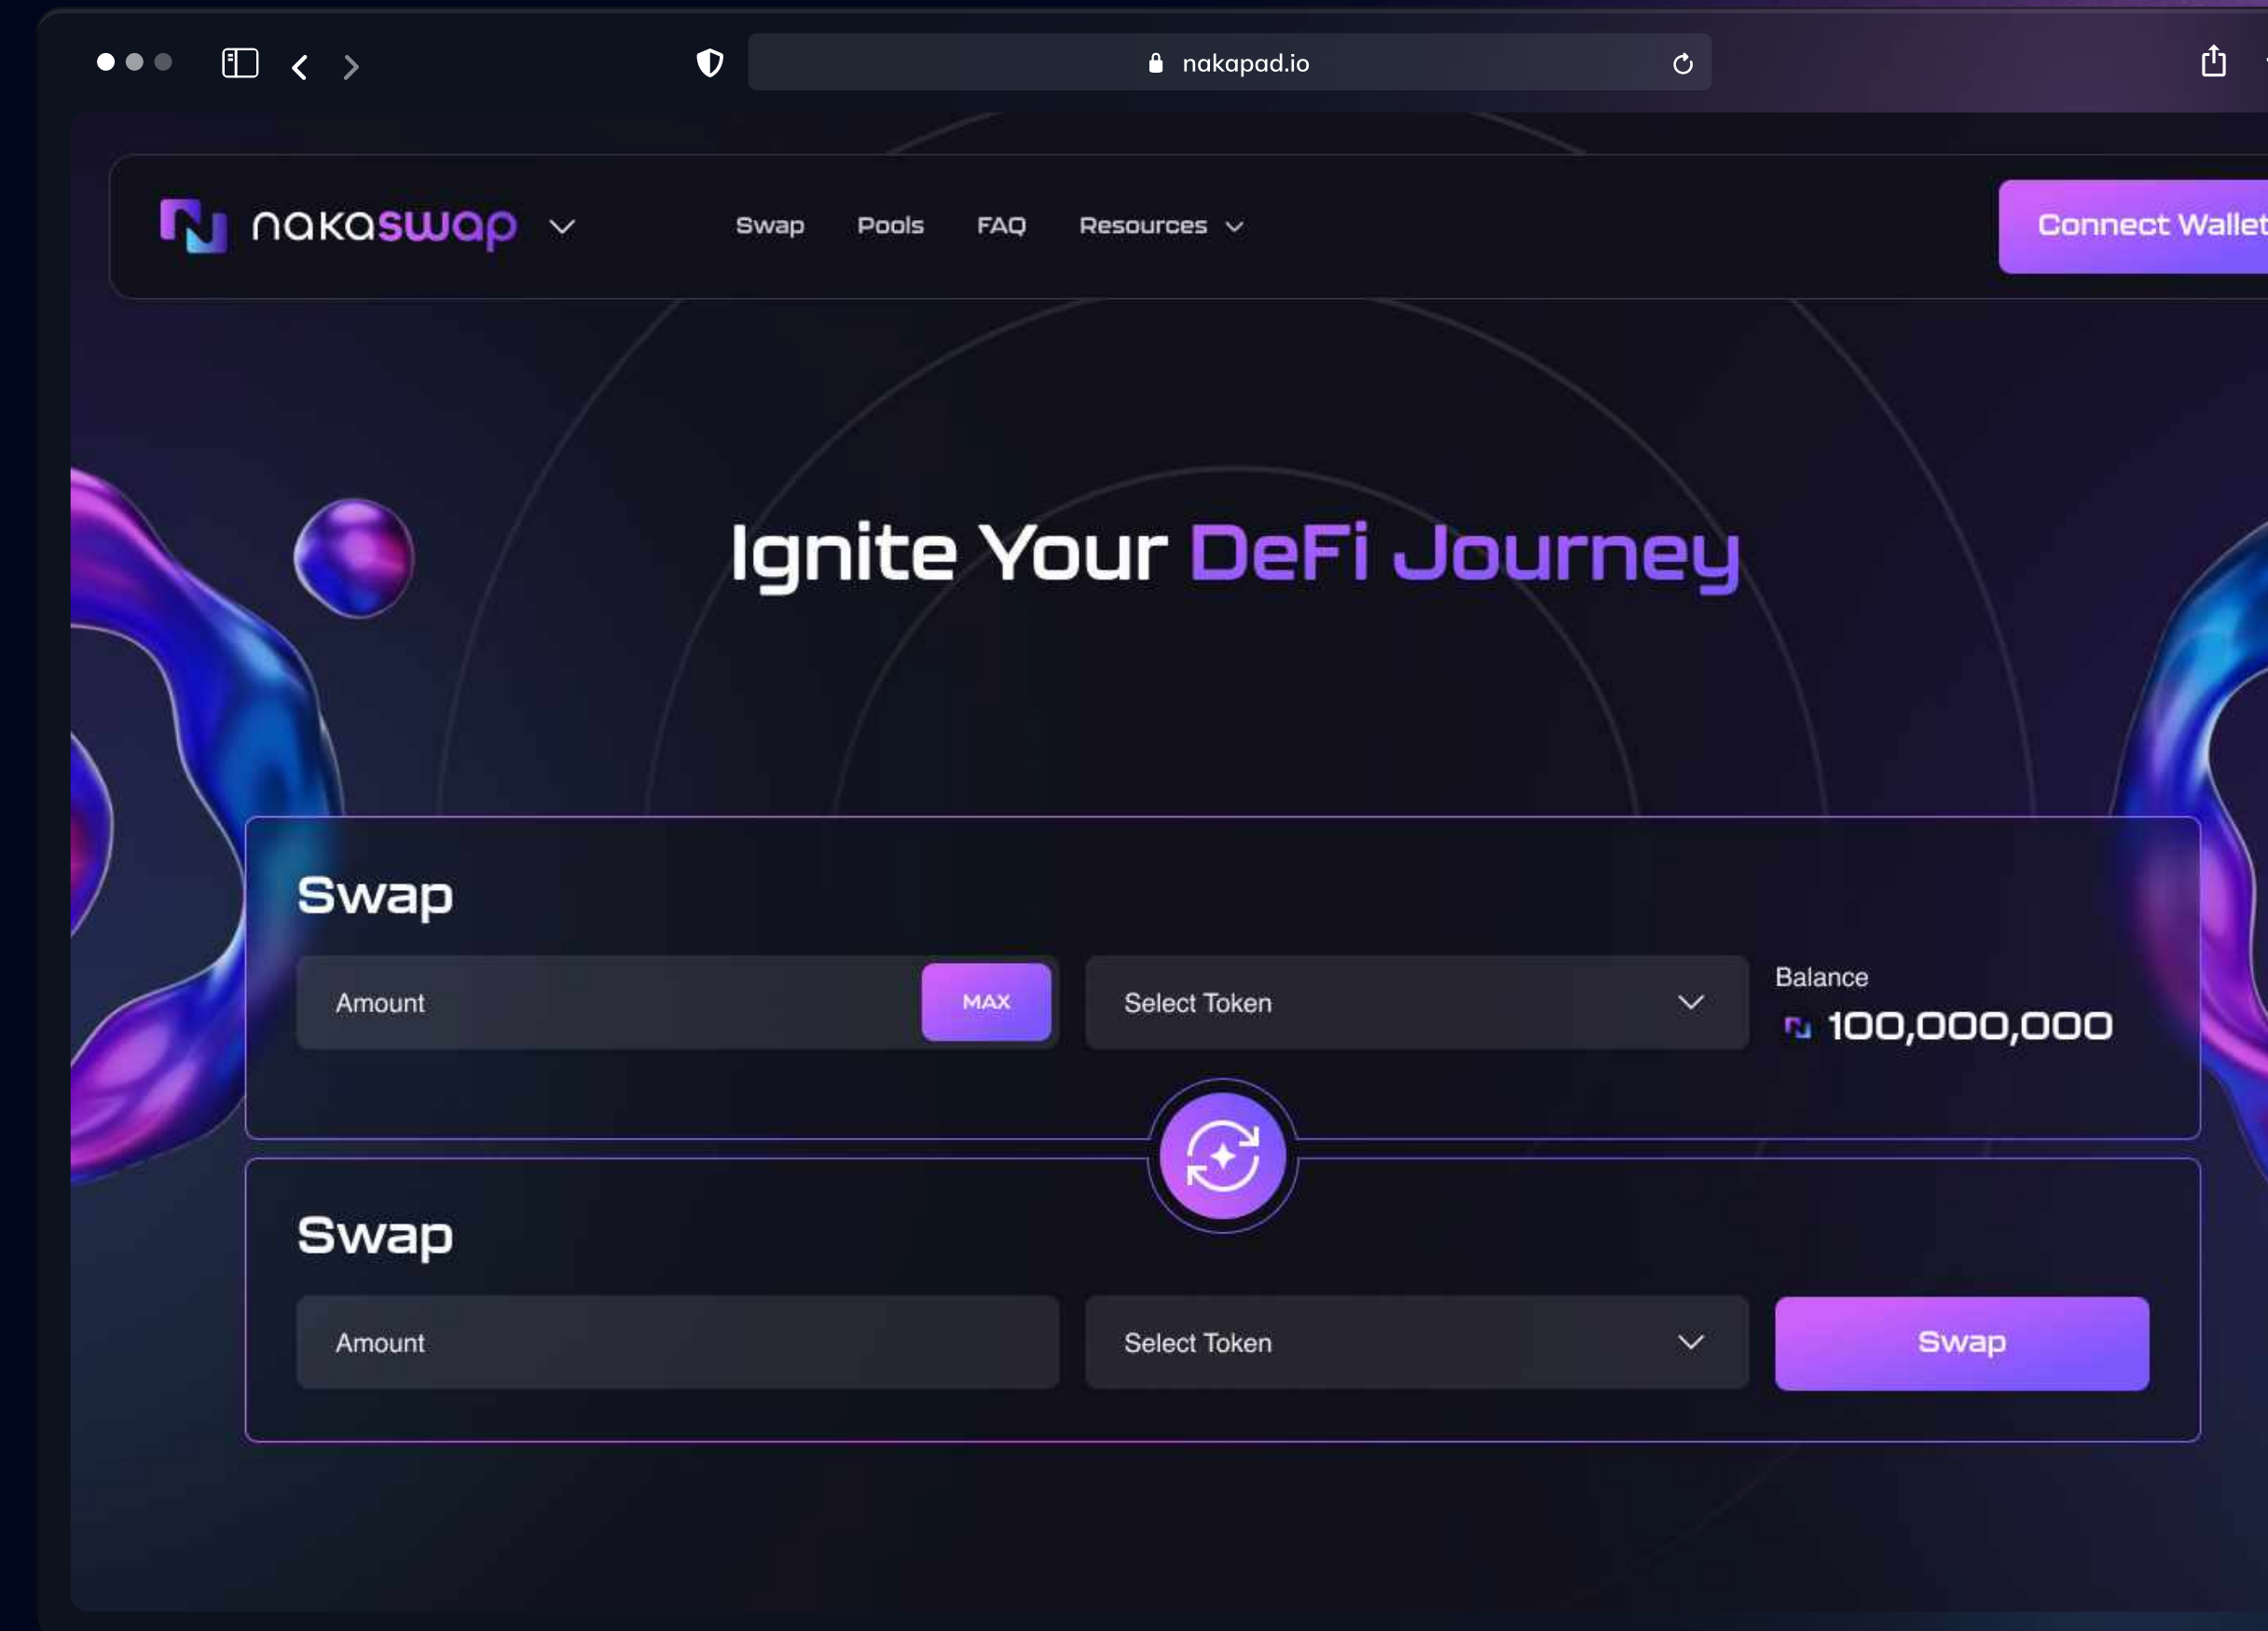 nakapad.io
nakaswap
Swap
Pools
FAQ
Resources
Connect Wallet
Ignite Your DeFi Journey
Swap
Amount
MAX
Select Token
Balance
100,000,000
Swap
Amount
Select Token
Swap